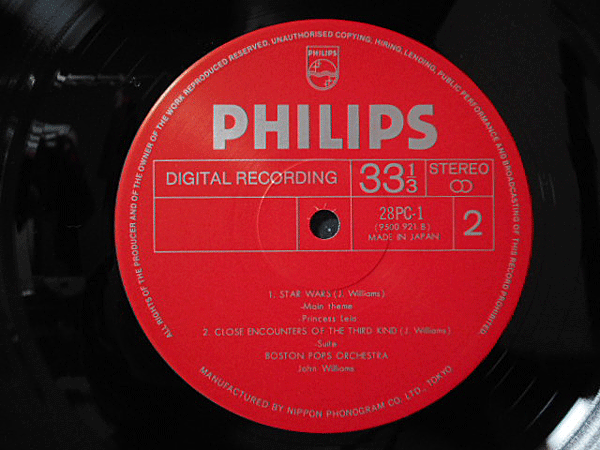 ALL RIGHTS OF THE PRODUCER AND OF THE OWNER OF THE WORK REPRODUCED RESERVED, UNAUTHORISED COPYING, HIRING, LENDING, PUBLIC PERFORMANCE AND BROADCASTING OF THIS RECORD PROHIBITED.
PHILIPS
PHILIPS
DIGITAL RECORDING
33 1/3
STEREO
28PC-1
(9500 921.B)
MADE IN JAPAN
2
1: STAR WARS (J. Williams)
-Main theme
-Princess Leia
2. CLOSE ENCOUNTERS OF THE THIRD KIND (J. Williams)
-Suite
BOSTON POPS ORCHESTRA
John Williams
MANUFACTURED BY NIPPON PHONOGRAM CO. LTD., TOKYO